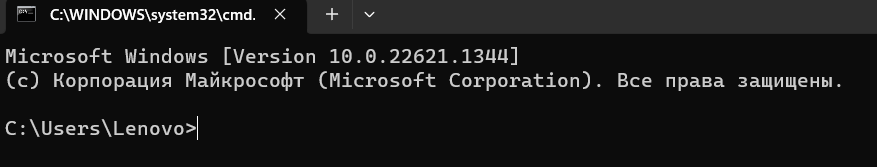 C:\WINDOWS\system32\cmd.
Microsoft Windows [Version 10.0.22621.1344]
(c) Корпорация Майкрософт (Microsoft Corporation). Все права защищены.
C:\Users\Lenovo>